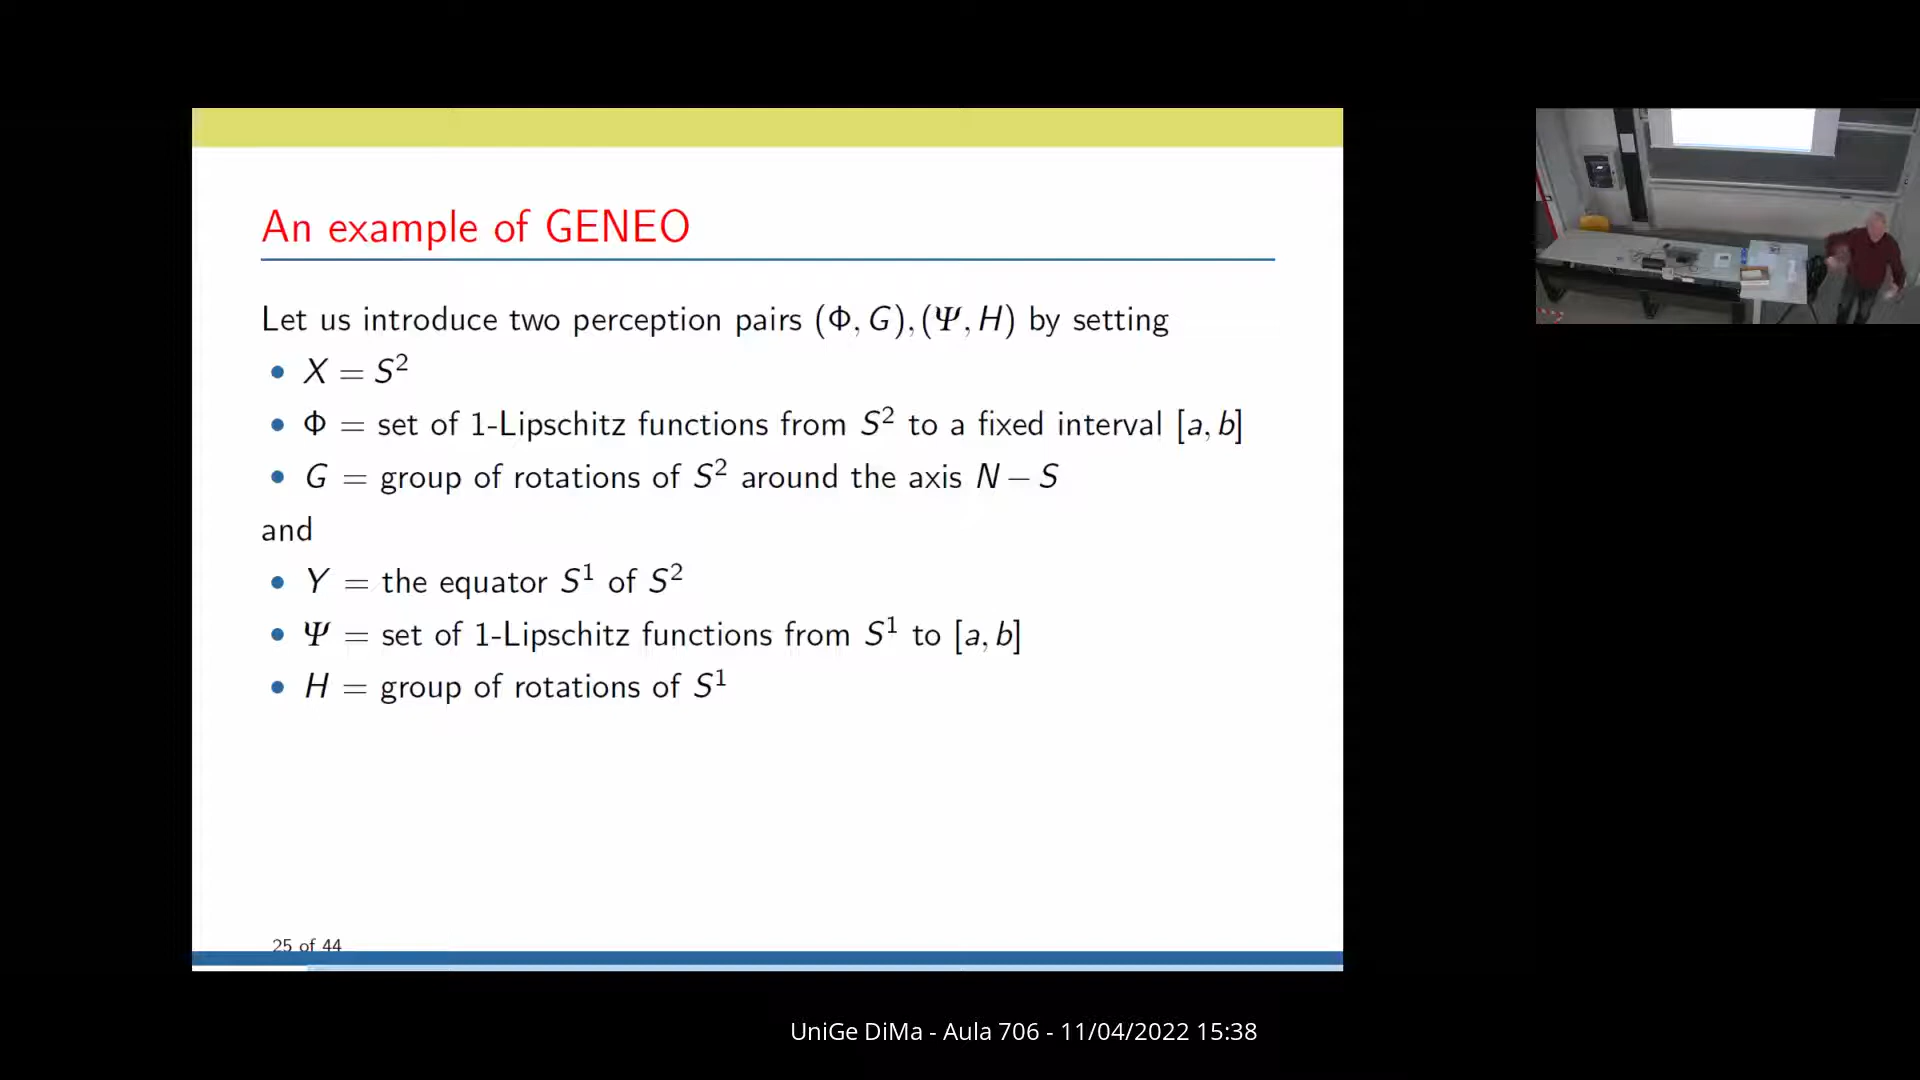 An example of GENEO
Let us introduce two perception pairs (Φ, G), (Ψ, H) by setting
• X = S²
• Φ = set of 1-Lipschitz functions from S² to a fixed interval [a, b]
• G = group of rotations of S² around the axis N − S
and
• Y = the equator S¹ of S²
• Ψ = set of 1-Lipschitz functions from S¹ to [a, b]
• H = group of rotations of S¹
25 of 44
UniGe DiMa - Aula 706 - 11/04/2022 15:38